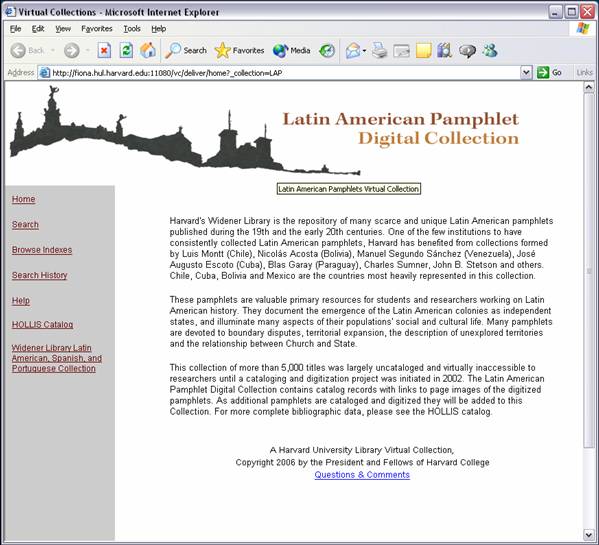 Virtual Collections - Microsoft Internet Explorer
File Edit View Favorites Tools Help
Back Search Favorites Media
Address http://fiona.hul.harvard.edu:11080/vc/deliver/home?_collection=LAP Go Links
Latin American Pamphlet
Digital Collection
Latin American Pamphlets Virtual Collection
Home
Search
Browse Indexes
Search History
Help
HOLLIS Catalog
Widener Library Latin
American, Spanish, and
Portuguese Collection
Harvard's Widener Library is the repository of many scarce and unique Latin American pamphlets
published during the 19th and the early 20th centuries. One of the few institutions to have
consistently collected Latin American pamphlets, Harvard has benefited from collections formed
by Luis Montt (Chile), Nicolás Acosta (Bolivia), Manuel Segundo Sánchez (Venezuela), José
Augusto Escoto (Cuba), Blas Garay (Paraguay), Charles Sumner, John B. Stetson and others.
Chile, Cuba, Bolivia and Mexico are the countries most heavily represented in this collection.
These pamphlets are valuable primary resources for students and researchers working on Latin
American history. They document the emergence of the Latin American colonies as independent
states, and illuminate many aspects of their populations' social and cultural life. Many pamphlets
are devoted to boundary disputes, territorial expansion, the description of unexplored territories
and the relationship between Church and State.
This collection of more than 5,000 titles was largely uncataloged and virtually inaccessible to
researchers until a cataloging and digitization project was initiated in 2002. The Latin American
Pamphlet Digital Collection contains catalog records with links to page images of the digitized
pamphlets. As additional pamphlets are cataloged and digitized they will be added to this
Collection. For more complete bibliographic data, please see the HOLLIS catalog.
A Harvard University Library Virtual Collection,
Copyright 2006 by the President and Fellows of Harvard College
Questions & Comments